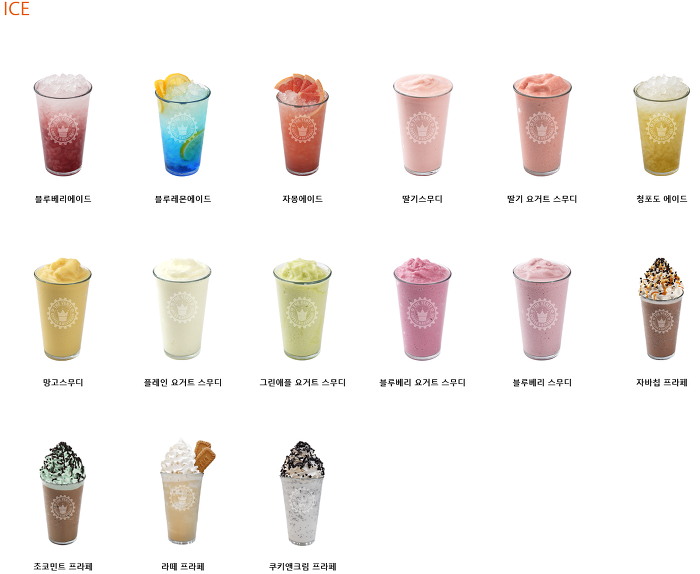 ICE
블루베리에이드
블루레몬에이드
자몽에이드
딸기스무디
딸기 요거트 스무디
청포도 에이드
망고스무디
플레인 요거트 스무디
그린애플 요거트 스무디
블루베리 요거트 스무디
블루베리 스무디
자바칩 프라페
초코민트 프라페
라떼 프라페
쿠키앤크림 프라페